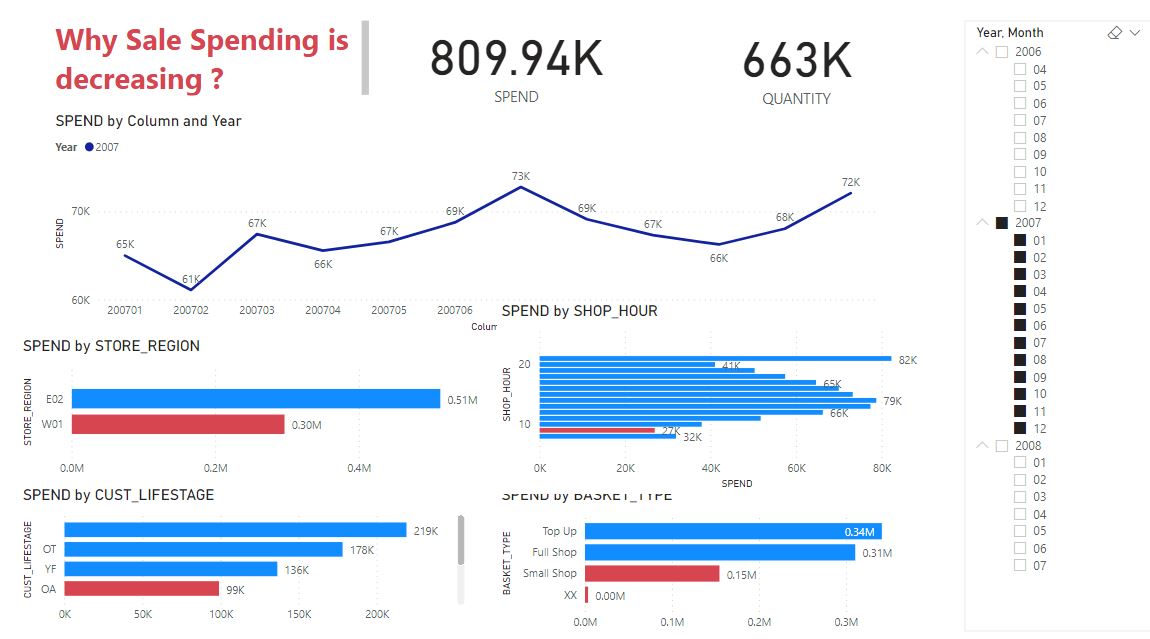 Why Sale Spending is
decreasing ?
809.94K
SPEND
663K
QUANTITY
SPEND by Column and Year
Year 2007
SPEND
70K
60K
65K
61K
67K
66K
67K
69K
73K
69K
67K
66K
68K
72K
200701 200702 200703 200704 200705 200706
Colum
SPEND by STORE_REGION
STORE_REGION
E02 0.51M
W01 0.30M
0.0M 0.2M 0.4M
SPEND by SHOP_HOUR
SHOP_HOUR
20
10
82K
41K
65K
79K
66K
27K
32K
0K 20K 40K 60K 80K
SPEND
SPEND by CUST_LIFESTAGE
CUST_LIFESTAGE
219K
OT 178K
YF 136K
OA 99K
0K 50K 100K 150K 200K
SPEND by BASKET_TYPE
BASKET_TYPE
Top Up 0.34M
Full Shop 0.31M
Small Shop 0.15M
XX 0.00M
0.0M 0.1M 0.2M 0.3M
Year, Month
2006
04
05
06
07
08
09
10
11
12
2007
01
02
03
04
05
06
07
08
09
10
11
12
2008
01
02
03
04
05
06
07